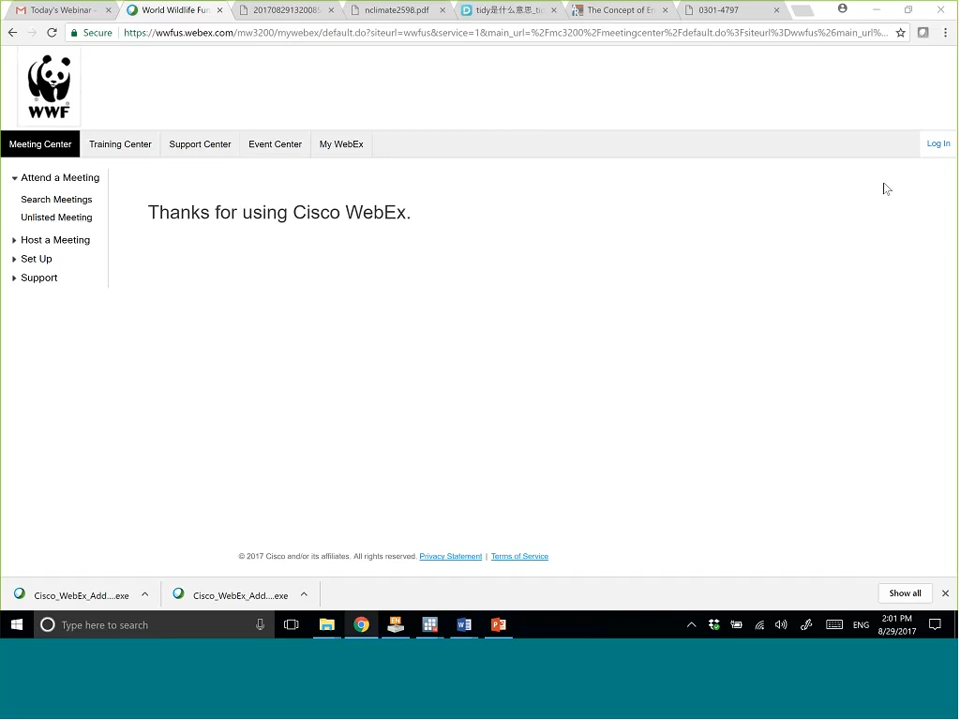 Today's Webinar -
World Wildlife Fun
2017082913200085
nclimate2598.pdf
tidy是什么意思_tid
The Concept of Es
0301-4797
Secure https://wwfus.webex.com/mw3200/mywebex/default.do?siteurl=wwfus&service=1&main_url=%2Fmc3200%2Fmeetingcenter%2Fdefault.do%3Fsiteurl%3Dwwfus%26main_url%...
WWF
Meeting Center Training Center Support Center Event Center My WebEx Log In
Attend a Meeting
Search Meetings
Unlisted Meeting
Host a Meeting
Set Up
Support
Thanks for using Cisco WebEx.
© 2017 Cisco and/or its affiliates. All rights reserved. Privacy Statement | Terms of Service
Cisco_WebEx_Add....exe Cisco_WebEx_Add....exe Show all
Type here to search
ENG
2:01 PM
8/29/2017